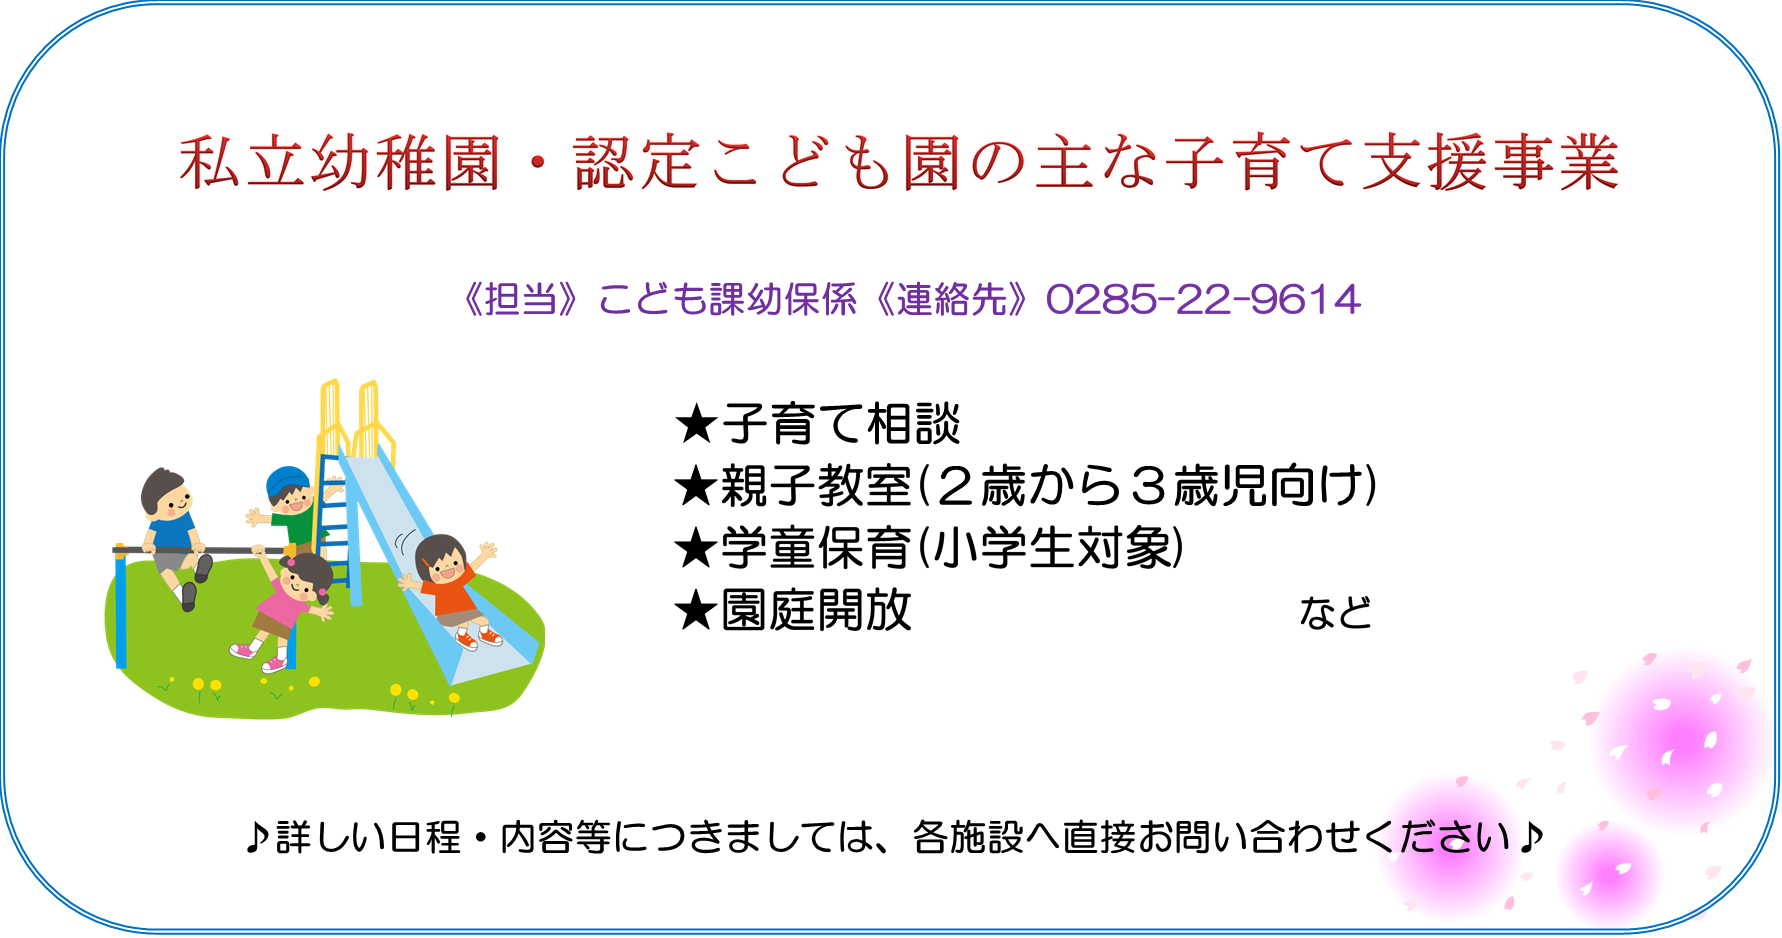 私立幼稚園・認定こども園の主な子育て支援事業
《担当》こども課幼保係《連絡先》0285-22-9614
★子育て相談
★親子教室(２歳から３歳児向け)
★学童保育(小学生対象)
★園庭開放　　　　　　　　など
♪詳しい日程・内容等につきましては、各施設へ直接お問い合わせください♪